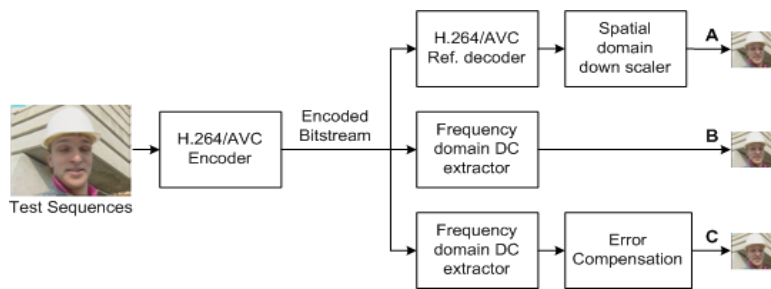 H.264/AVC
Ref. decoder
Spatial
domain
down scaler
A
Test Sequences
H.264/AVC
Encoder
Encoded
Bitstream
Frequency
domain DC
extractor
B
Frequency
domain DC
extractor
Error
Compensation
C